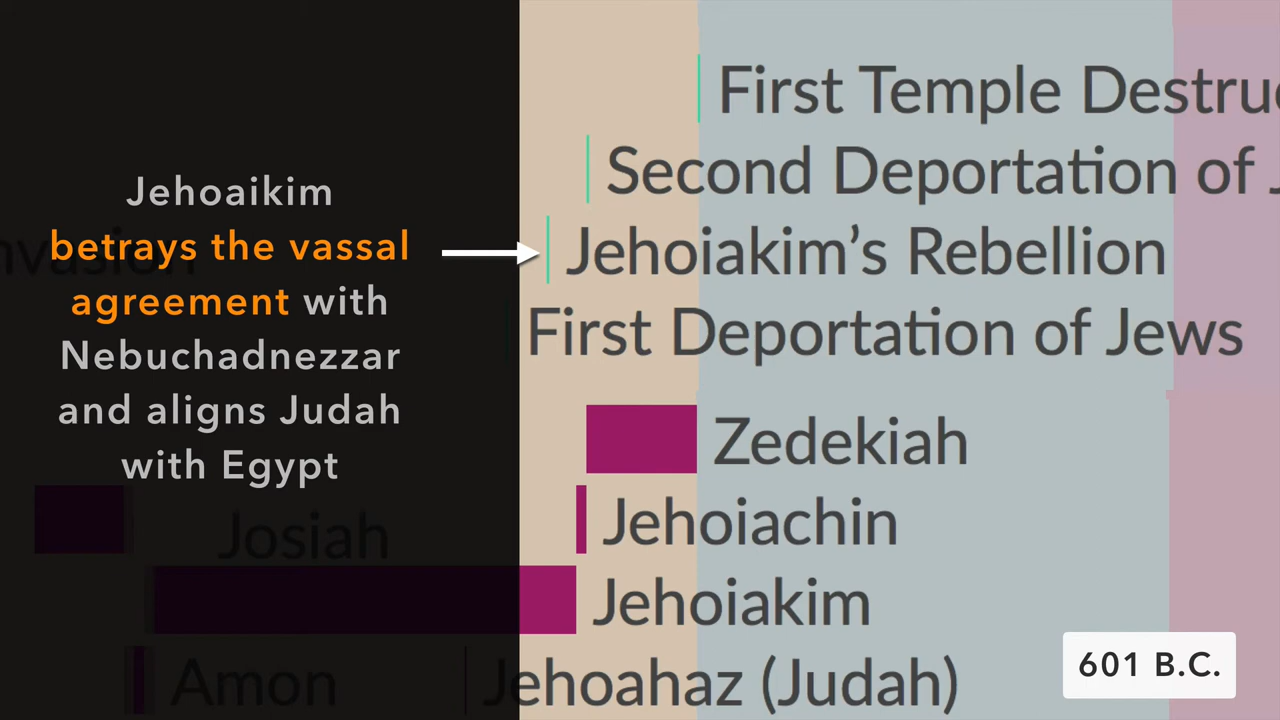 Jehoaikim
betrays the vassal
agreement with
Nebuchadnezzar
and aligns Judah
with Egypt
First Temple
Second Deportation of
Jehoiakim's Rebellion
First Deportation of Jews
Zedekiah
Jehoiachin
Josiah
Jehoiakim
Amon
Jehoahaz (Judah)
601 B.C.